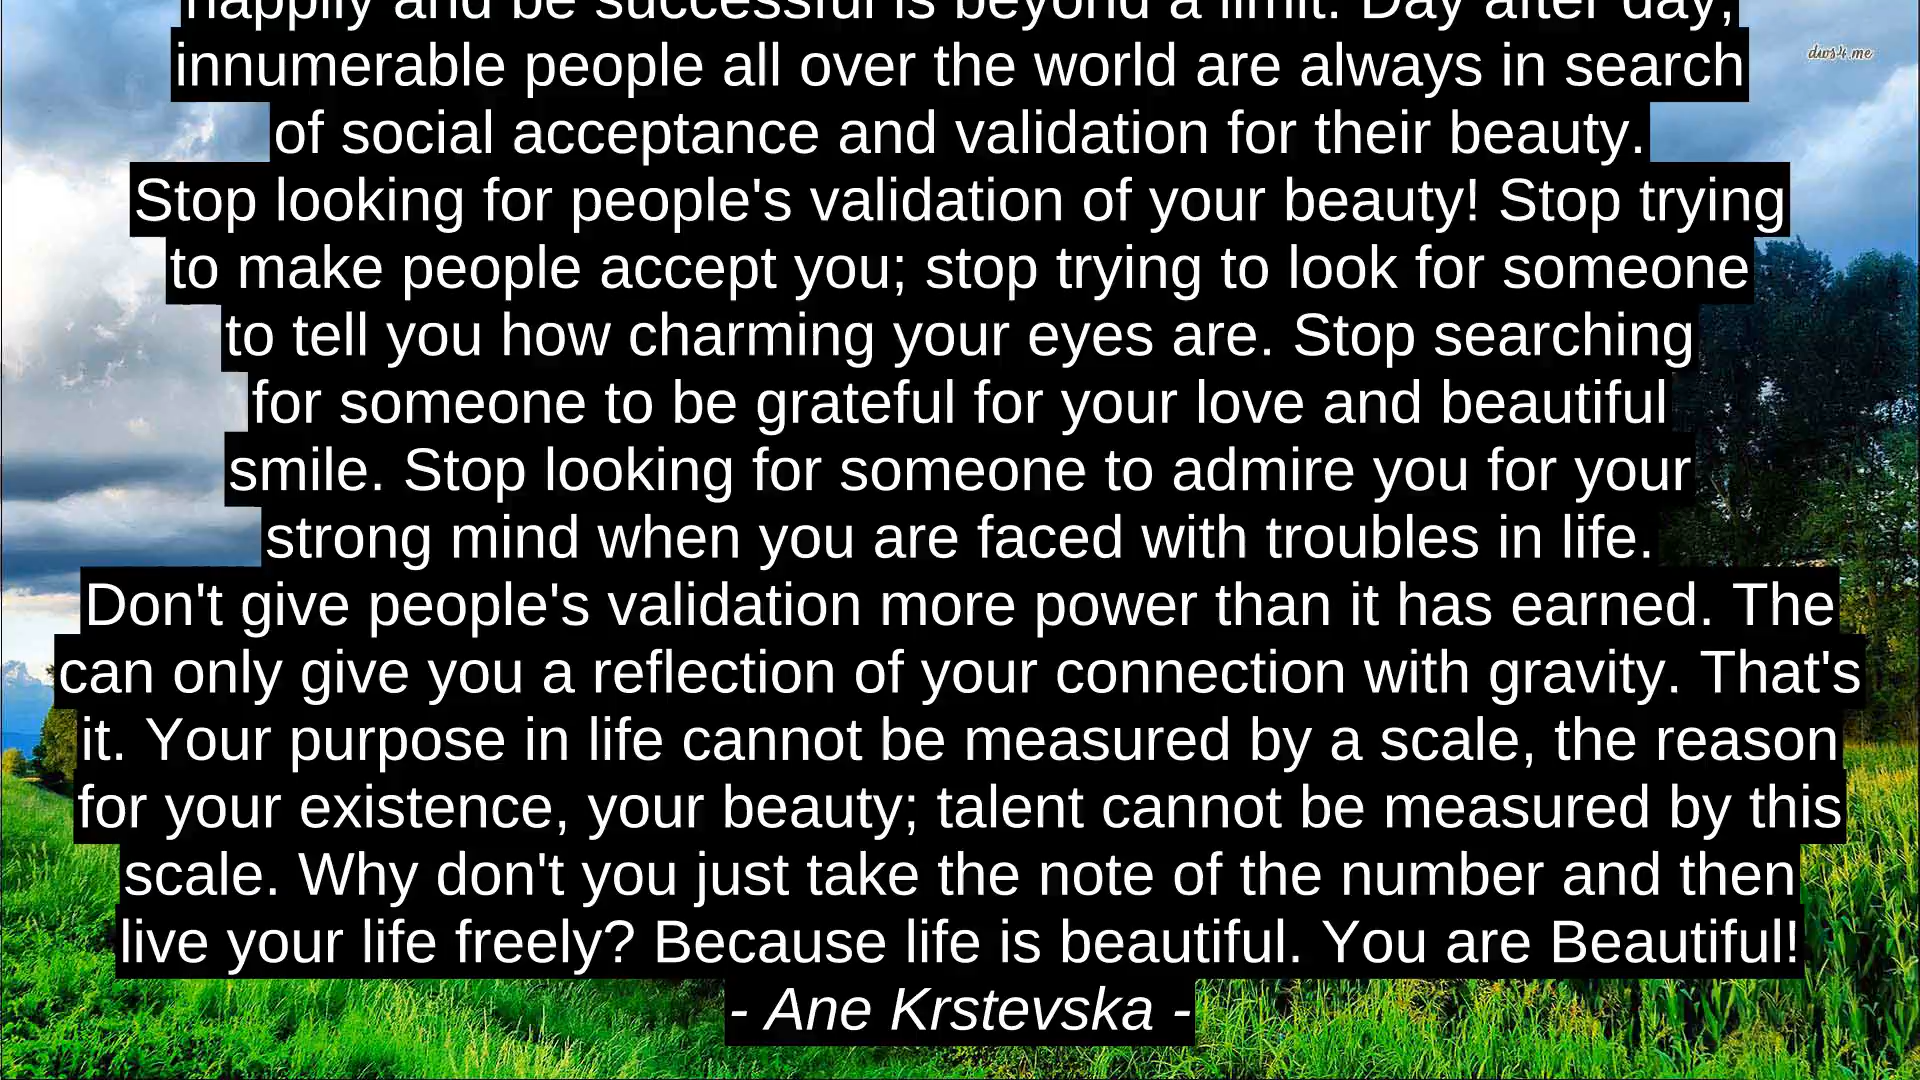 happily and be successful is beyond a limit. Day after day,
innumerable people all over the world are always in search
of social acceptance and validation for their beauty.
Stop looking for people's validation of your beauty! Stop trying
to make people accept you; stop trying to look for someone
to tell you how charming your eyes are. Stop searching
for someone to be grateful for your love and beautiful
smile. Stop looking for someone to admire you for your
strong mind when you are faced with troubles in life.
Don't give people's validation more power than it has earned. The
can only give you a reflection of your connection with gravity. That's
it. Your purpose in life cannot be measured by a scale, the reason
for your existence, your beauty; talent cannot be measured by this
scale. Why don't you just take the note of the number and then
live your life freely? Because life is beautiful. You are Beautiful!
- Ane Krstevska -
dws4.me